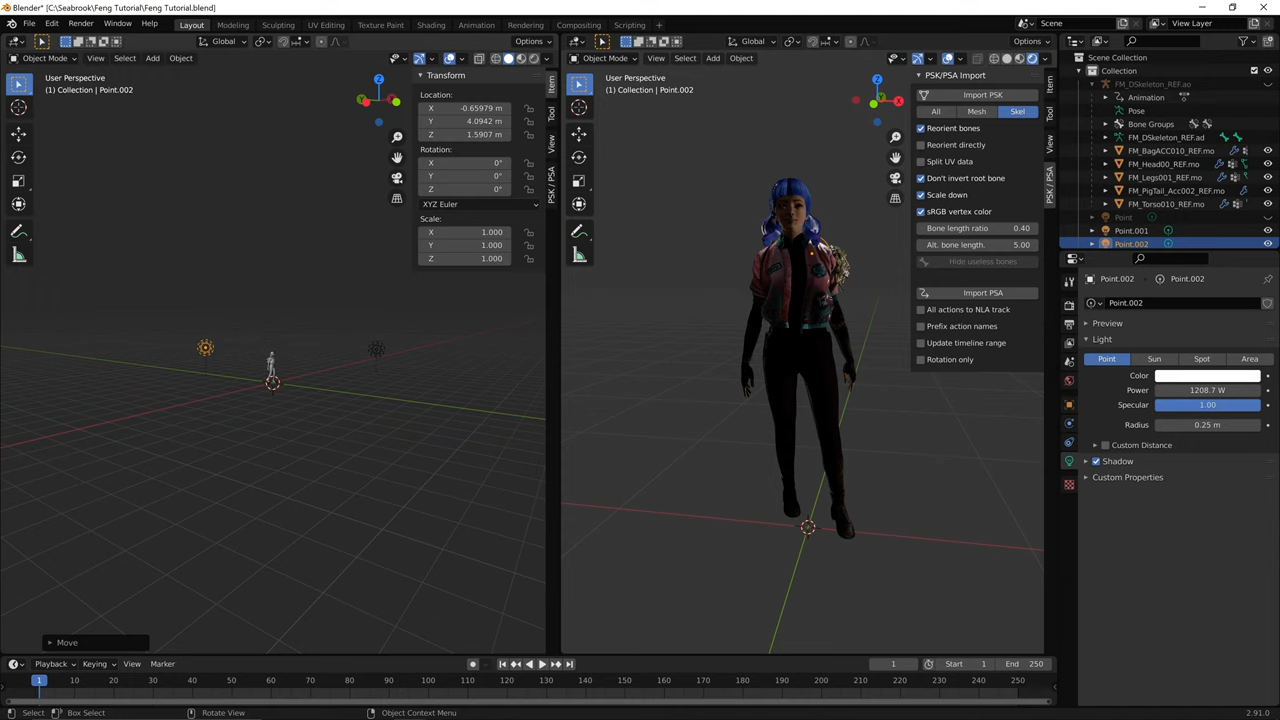 Blender* [C:\Seabrook\Feng Tutorial\Feng Tutorial.blend]
File Edit Render Window Help Layout Modeling Sculpting UV Editing Texture Paint Shading Animation Rendering Compositing Scripting + Scene View Layer
Global Options Global Options
Object Mode View Select Add Object Object Mode View Select Add Object
User Perspective
(1) Collection | Point.002
Transform
Location:
X -0.65979 m
Y 4.0942 m
Z 1.5907 m
Rotation:
X 0°
Y 0°
Z 0°
XYZ Euler
Scale:
X 1.000
Y 1.000
Z 1.000
Item
Tool
View
PSK / PSA
Z
Move
User Perspective
(1) Collection | Point.002
Z
X
PSK/PSA Import
Import PSK
All Mesh Skel
Reorient bones
Reorient directly
Split UV data
Don't invert root bone
Scale down
sRGB vertex color
Bone length ratio 0.40
Alt. bone length. 5.00
Hide useless bones
Import PSA
All actions to NLA track
Prefix action names
Update timeline range
Rotation only
Item
Tool
View
PSK / PSA
Scene Collection
Collection
FM_DSkeleton_REF.ao
Animation
Pose
Bone Groups
FM_DSkeleton_REF.ad
FM_BagACC010_REF.mo
FM_Head00_REF.mo
FM_Legs001_REF.mo
FM_PigTail_Acc002_REF.mo
FM_Torso010_REF.mo
Point
Point.001
Point.002
Point.002 > Point.002
Point.002
Preview
Light
Point Sun Spot Area
Color
Power 1208.7 W
Specular 1.00
Radius 0.25 m
Custom Distance
Shadow
Custom Properties
Playback Keying View Marker 1 Start 1 End 250
1 10 20 30 40 50 60 70 80 90 100 110 120 130 140 150 160 170 180 190 200 210 220 230 240 250
Select Box Select Rotate View Object Context Menu 2.91.0